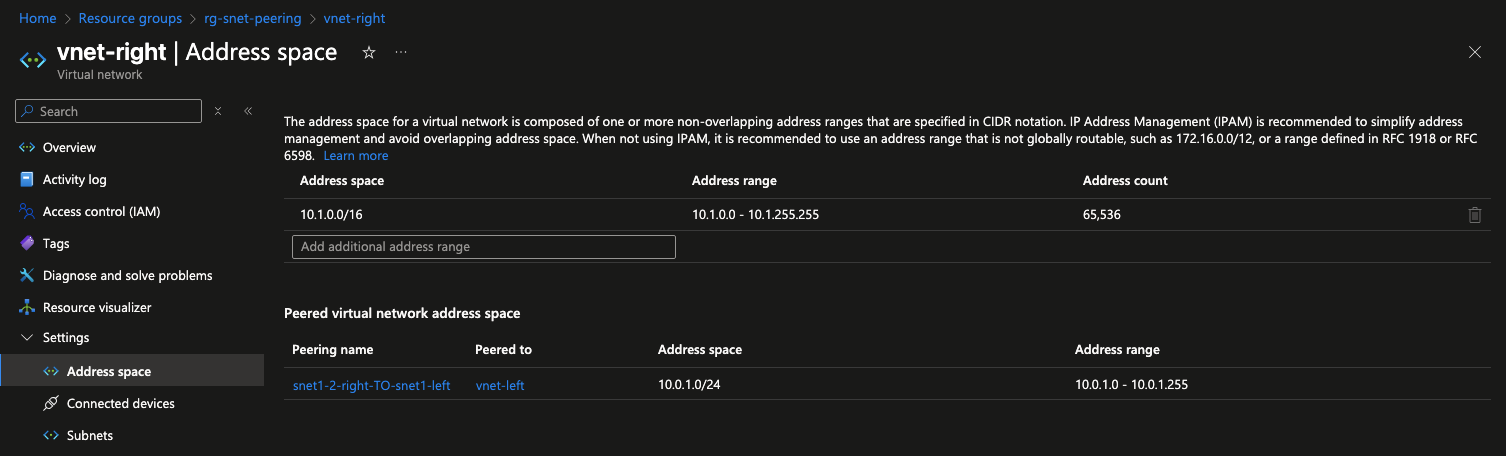 Home > Resource groups > rg-snet-peering > vnet-right
vnet-right | Address space
Virtual network
Search
Overview
Activity log
Access control (IAM)
Tags
Diagnose and solve problems
Resource visualizer
Settings
Address space
Connected devices
Subnets
The address space for a virtual network is composed of one or more non-overlapping address ranges that are specified in CIDR notation. IP Address Management (IPAM) is recommended to simplify address
management and avoid overlapping address space. When not using IPAM, it is recommended to use an address range that is not globally routable, such as 172.16.0.0/12, or a range defined in RFC 1918 or RFC
6598. Learn more
Address space Address range Address count
10.1.0.0/16 10.1.0.0 - 10.1.255.255 65,536
Add additional address range
Peered virtual network address space
Peering name Peered to Address space Address range
snet1-2-right-TO-snet1-left vnet-left 10.0.1.0/24 10.0.1.0 - 10.0.1.255